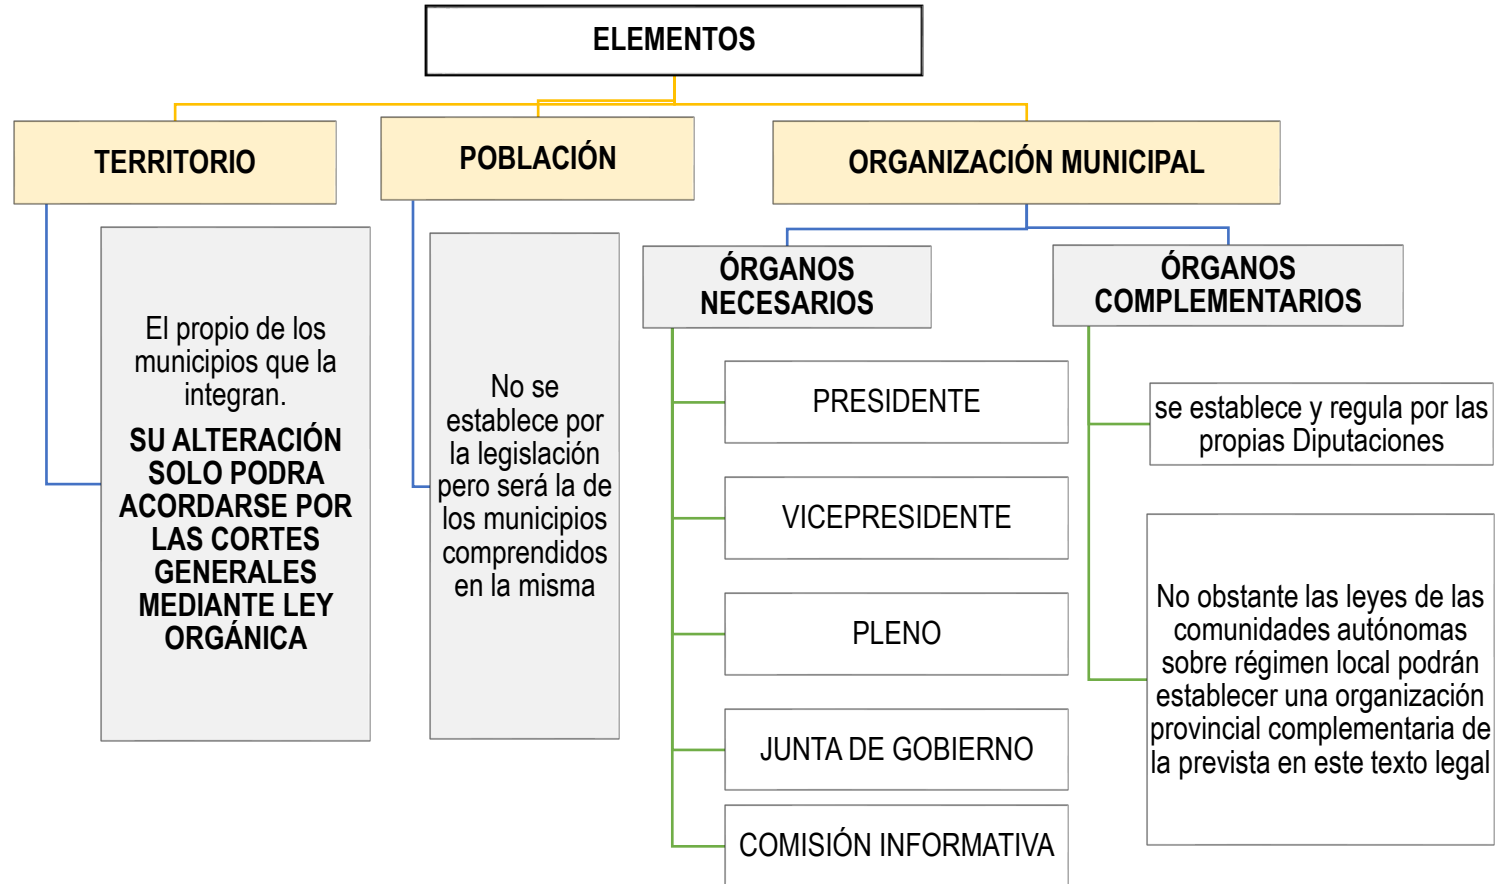 ELEMENTOS
TERRITORIO
El propio de los
municipios que la
integran.
SU ALTERACIÓN
SOLO PODRA
ACORDARSE POR
LAS CORTES
GENERALES
MEDIANTE LEY
ORGÁNICA
POBLACIÓN
No se
establece por
la legislación
pero será la de
los municipios
comprendidos
en la misma
ORGANIZACIÓN MUNICIPAL
ÓRGANOS
NECESARIOS
PRESIDENTE
VICEPRESIDENTE
PLENO
JUNTA DE GOBIERNO
COMISIÓN INFORMATIVA
ÓRGANOS
COMPLEMENTARIOS
se establece y regula por las
propias Diputaciones
No obstante las leyes de las
comunidades autónomas
sobre régimen local podrán
establecer una organización
provincial complementaria de
la prevista en este texto legal